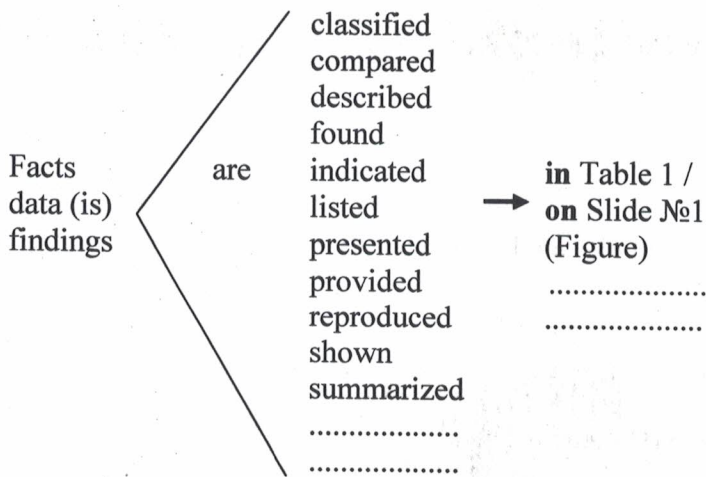 Facts
data (is)
findings
are
classified
compared
described
found
indicated
listed
presented
provided
reproduced
shown
summarized
....................
....................
in Table 1 /
on Slide №1
(Figure)
.....................
.....................